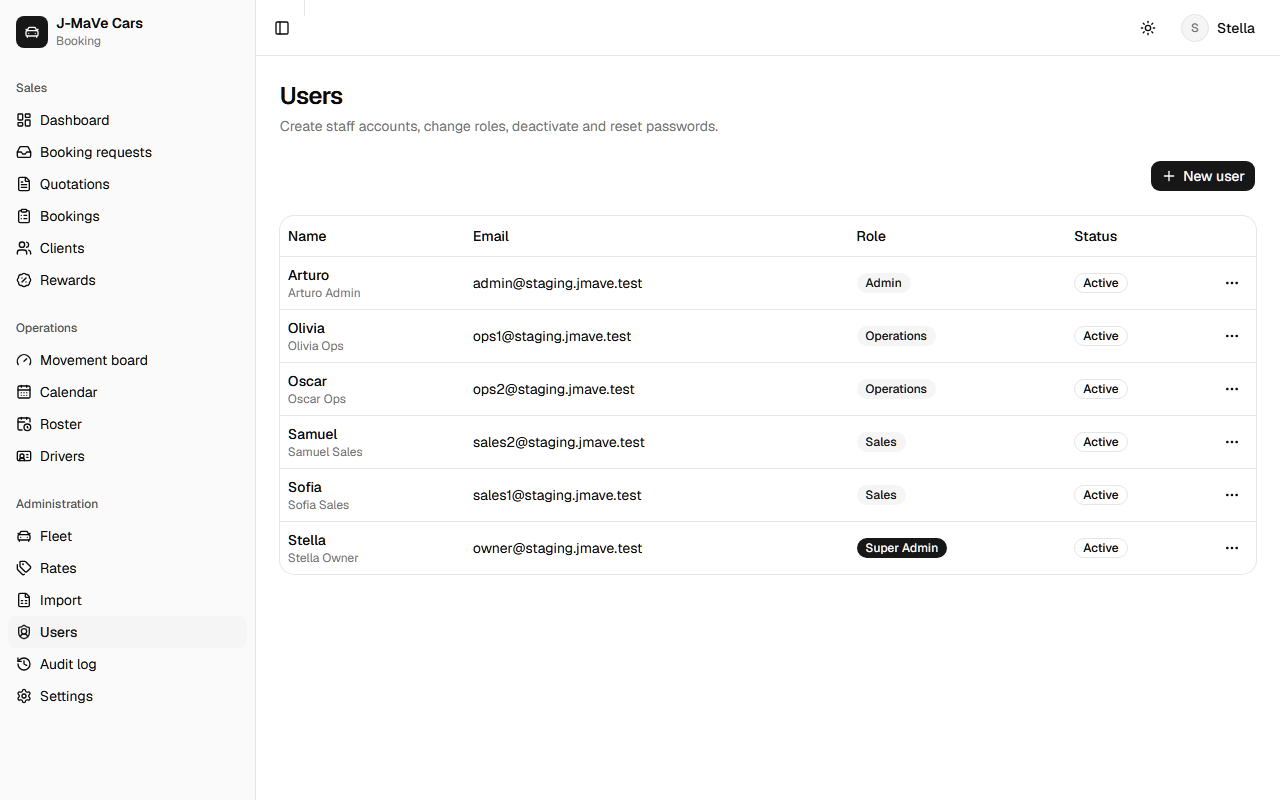 J-MaVe Cars
Booking
Sales
Dashboard
Booking requests
Quotations
Bookings
Clients
Rewards
Operations
Movement board
Calendar
Roster
Drivers
Administration
Fleet
Rates
Import
Users
Audit log
Settings
S Stella
Users
Create staff accounts, change roles, deactivate and reset passwords.
New user
Name Email Role Status
Arturo
Arturo Admin
admin@staging.jmave.test Admin Active
Olivia
Olivia Ops
ops1@staging.jmave.test Operations Active
Oscar
Oscar Ops
ops2@staging.jmave.test Operations Active
Samuel
Samuel Sales
sales2@staging.jmave.test Sales Active
Sofia
Sofia Sales
sales1@staging.jmave.test Sales Active
Stella
Stella Owner
owner@staging.jmave.test Super Admin Active